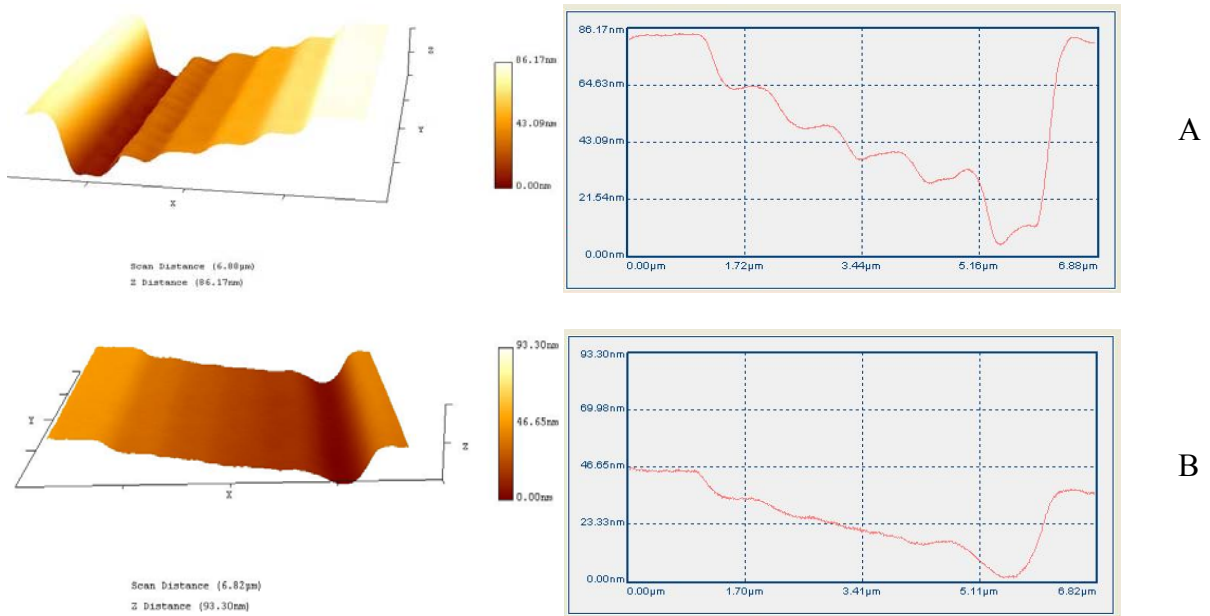 86.17nm
43.09nm
0.00nm
Z
Y
X
Scan Distance (6.88μm)
Z Distance (86.17nm)
86.17nm
64.63nm
43.09nm
21.54nm
0.00nm
0.00μm 1.72μm 3.44μm 5.16μm 6.88μm
A
93.30nm
46.65nm
0.00nm
Y
Z
X
Scan Distance (6.82μm)
Z Distance (93.30nm)
93.30nm
69.98nm
46.65nm
23.33nm
0.00nm
0.00μm 1.70μm 3.41μm 5.11μm 6.82μm
B